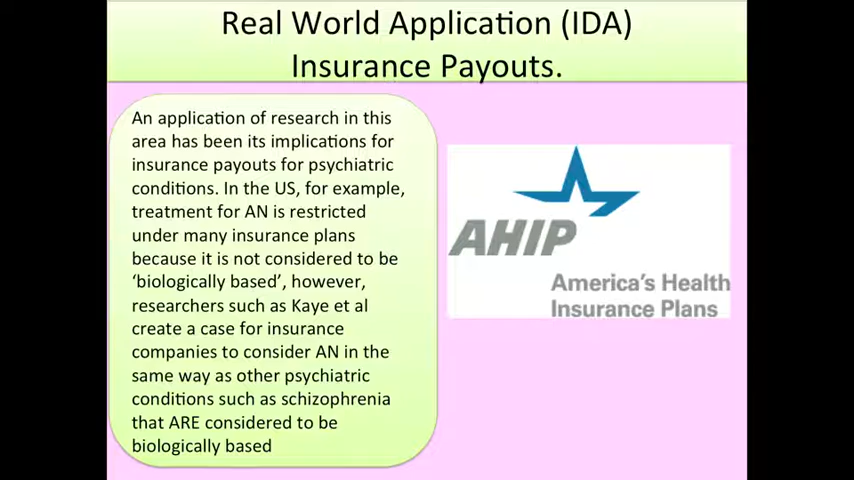 Real World Application (IDA)
Insurance Payouts.
An application of research in this
area has been its implications for
insurance payouts for psychiatric
conditions. In the US, for example,
treatment for AN is restricted
under many insurance plans
because it is not considered to be
‘biologically based’, however,
researchers such as Kaye et al
create a case for insurance
companies to consider AN in the
same way as other psychiatric
conditions such as schizophrenia
that ARE considered to be
biologically based
AHIP
America's Health
Insurance Plans